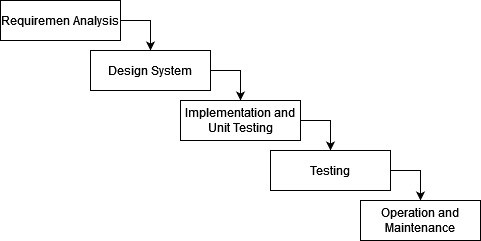 Requiremen Analysis
Design System
Implementation and
Unit Testing
Testing
Operation and
Maintenance